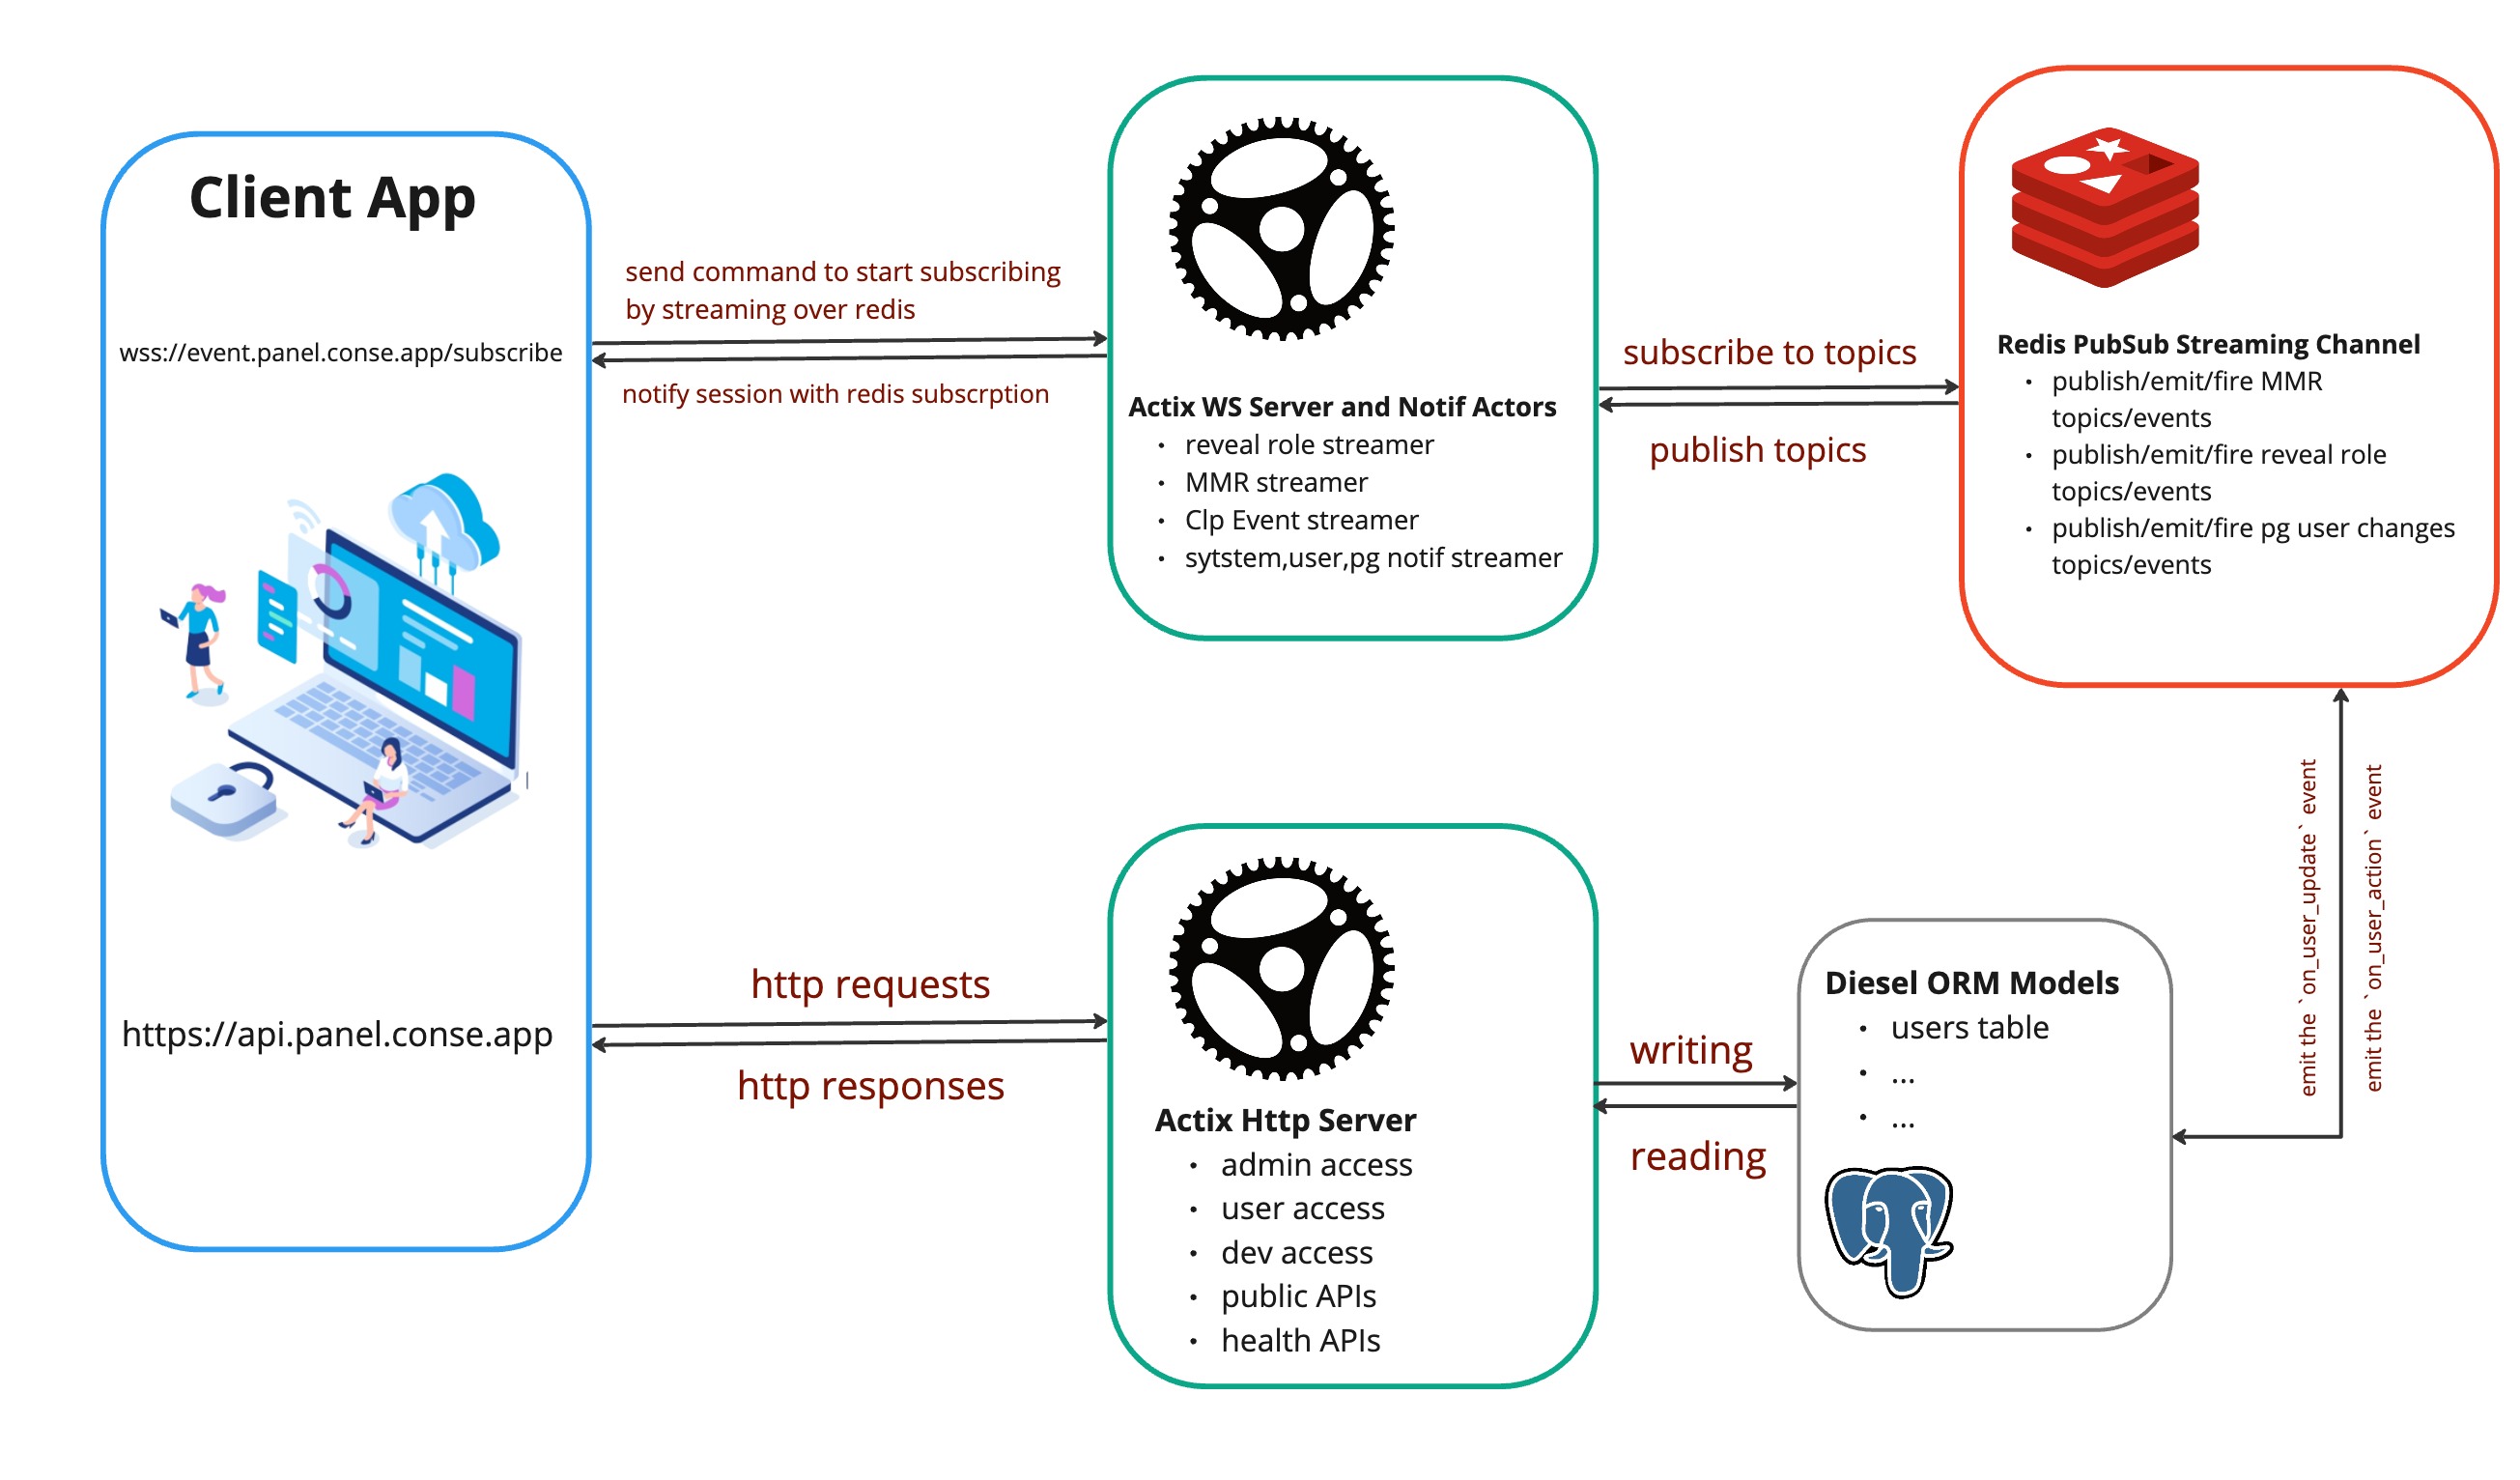 Client App
wss://event.panel.conse.app/subscribe
https://api.panel.conse.app
send command to start subscribing
by streaming over redis
notify session with redis subscrption
http requests
http responses
Actix WS Server and Notif Actors
· reveal role streamer
· MMR streamer
· Clp Event streamer
· sytstem,user,pg notif streamer
subscribe to topics
publish topics
Redis PubSub Streaming Channel
· publish/emit/fire MMR
topics/events
· publish/emit/fire reveal role
topics/events
· publish/emit/fire pg user changes
topics/events
Actix Http Server
· admin access
· user access
· dev access
· public APIs
· health APIs
writing
reading
Diesel ORM Models
· users table
· ...
· ...
emit the `on_user_update` event
emit the `on_user_action` event